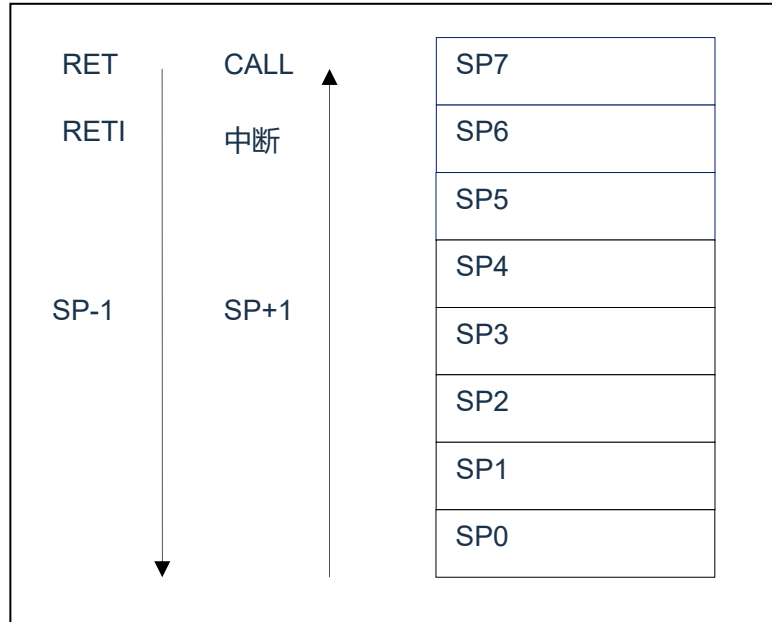 RET CALL SP7
RETI 中断 SP6
SP5
SP4
SP-1 SP+1
SP3
SP2
SP1
SP0